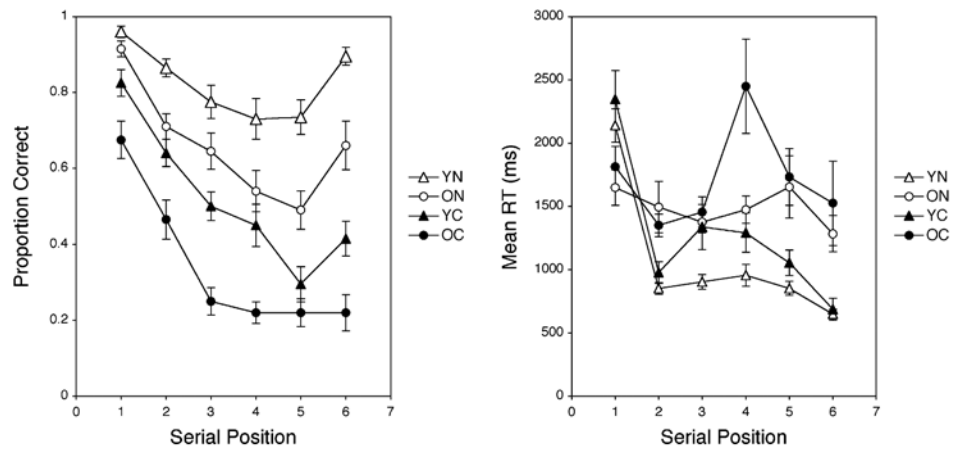 1
0.8
0.6
0.4
0.2
0
0 1 2 3 4 5 6 7
Proportion Correct
Serial Position
YN
ON
YC
OC
3000
2500
2000
1500
1000
500
0
0 1 2 3 4 5 6 7
Mean RT (ms)
Serial Position
YN
ON
YC
OC